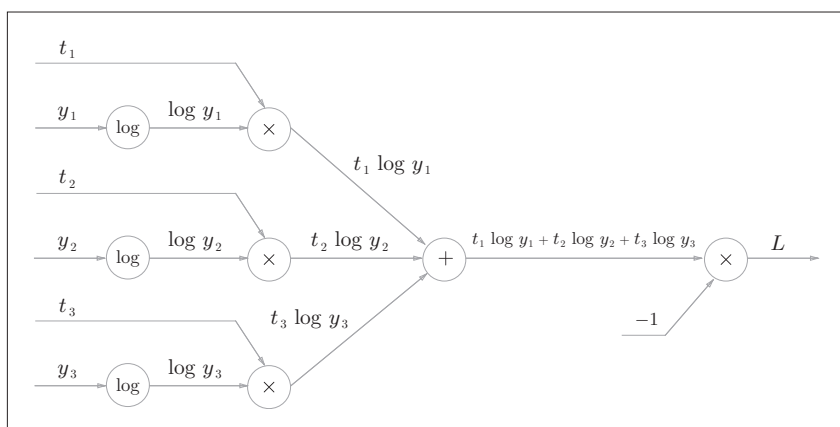 t₁
y₁ log log y₁ ×
t₁ log y₁
t₂
y₂ log log y₂ × t₂ log y₂ + t₁ log y₁ + t₂ log y₂ + t₃ log y₃ × L
t₃
t₃ log y₃
−1
y₃ log log y₃ ×